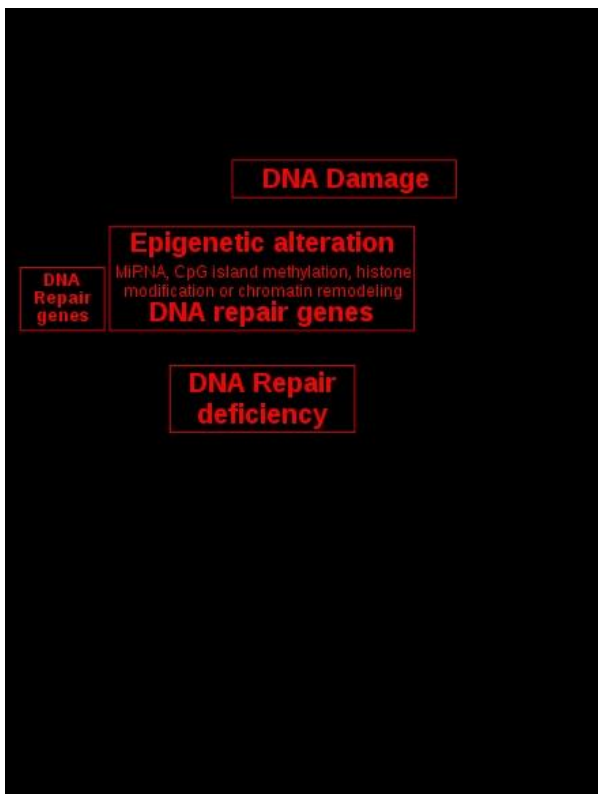 DNA Damage
Epigenetic alteration
MiPNA, CpG island methylation, histone
modification or chromatin remodeling
DNA repair genes
DNA
Repair
genes
DNA Repair
deficiency